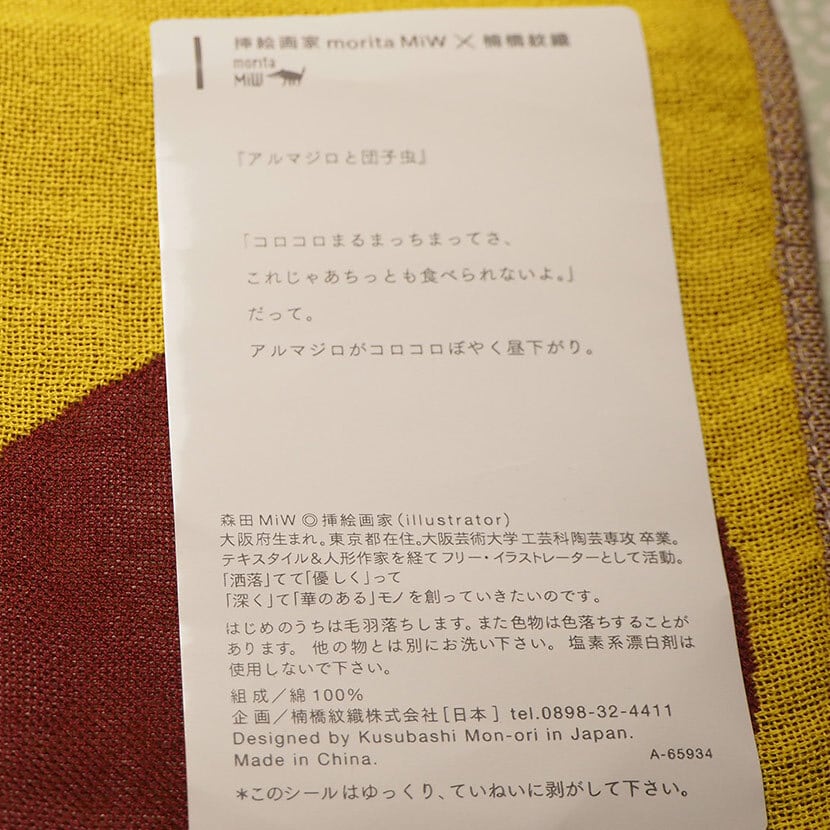 挿絵画家 morita MiW × 楠橋紋織
morita
MiW
『アルマジロと団子虫』
「コロコロまるまっちまってさ、
これじゃあちっとも食べられないよ。」
だって。
アルマジロがコロコロぼやく昼下がり。
森田MiW◎挿絵画家(illustrator)
大阪府生まれ。東京都在住。大阪芸術大学工芸科陶芸専攻卒業。
テキスタイル&人形作家を経てフリー・イラストレーターとして活動。
「洒落」てて「優しく」って
「深く」て「華のある」モノを創っていきたいのです。
はじめのうちは毛羽落ちします。また色物は色落ちすることが
あります。 他の物とは別にお洗い下さい。 塩素系漂白剤は
使用しないで下さい。
組成/綿100%
企画/楠橋紋織株式会社[日本] tel.0898-32-4411
Designed by Kusubashi Mon-ori in Japan.
Made in China.
A-65934
*このシールはゆっくり、ていねいに剥がして下さい。